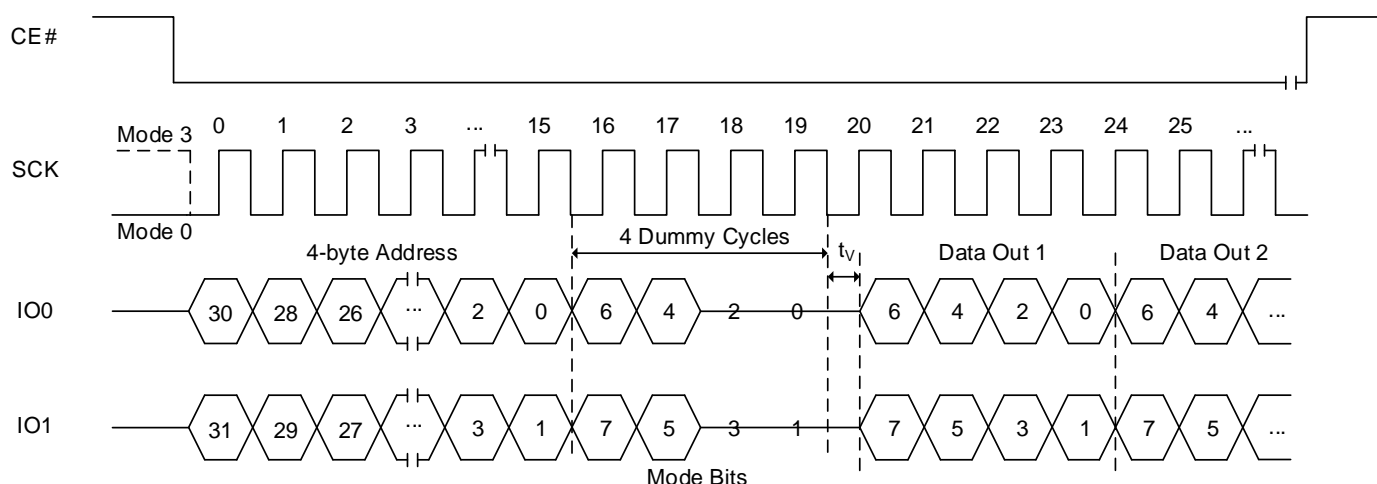 CE#
Mode 3 0 1 2 3 ... 15 16 17 18 19 20 21 22 23 24 25 ...
SCK
Mode 0
4-byte Address 4 Dummy Cycles tV Data Out 1 Data Out 2
IO0 30 28 26 ... 2 0 6 4 2 0 6 4 2 0 6 4 ...
IO1 31 29 27 ... 3 1 7 5 3 1 7 5 3 1 7 5 ...
Mode Bits